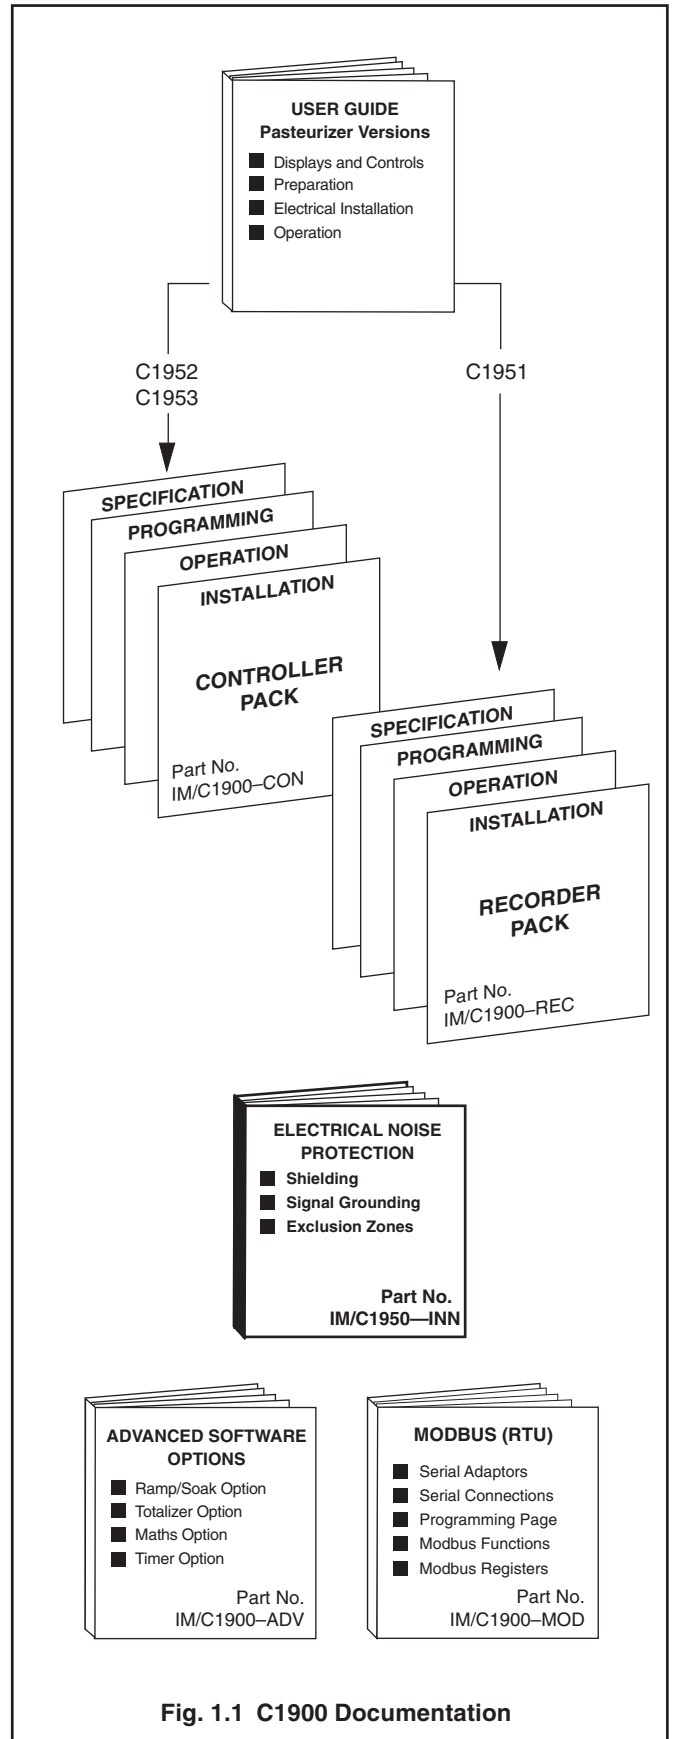 USER GUIDE
Pasteurizer Versions
Displays and Controls
Preparation
Electrical Installation
Operation
C1952
C1953
C1951
SPECIFICATION
PROGRAMMING
OPERATION
INSTALLATION
CONTROLLER
PACK
Part No.
IM/C1900–CON
SPECIFICATION
PROGRAMMING
OPERATION
INSTALLATION
RECORDER
PACK
Part No.
IM/C1900–REC
ELECTRICAL NOISE
PROTECTION
Shielding
Signal Grounding
Exclusion Zones
Part No.
IM/C1950—INN
ADVANCED SOFTWARE
OPTIONS
Ramp/Soak Option
Totalizer Option
Maths Option
Timer Option
Part No.
IM/C1900–ADV
MODBUS (RTU)
Serial Adaptors
Serial Connections
Programming Page
Modbus Functions
Modbus Registers
Part No.
IM/C1900–MOD
Fig. 1.1 C1900 Documentation